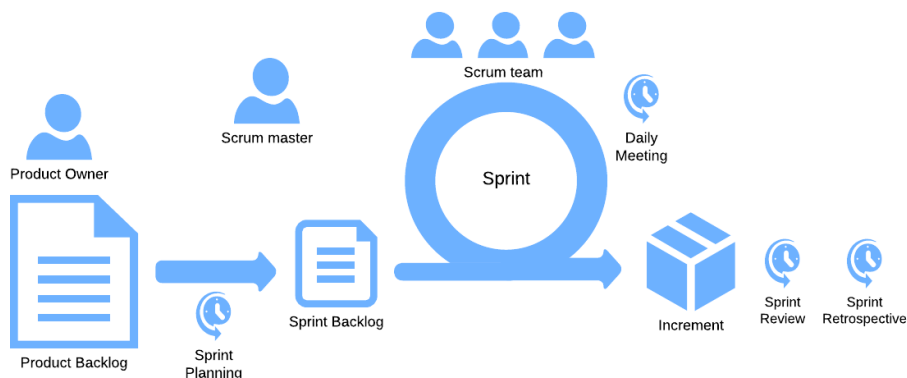 Scrum team
Scrum master
Daily
Meeting
Product Owner
Sprint
Sprint Backlog
Increment
Sprint
Review
Sprint
Retrospective
Product Backlog
Sprint
Planning